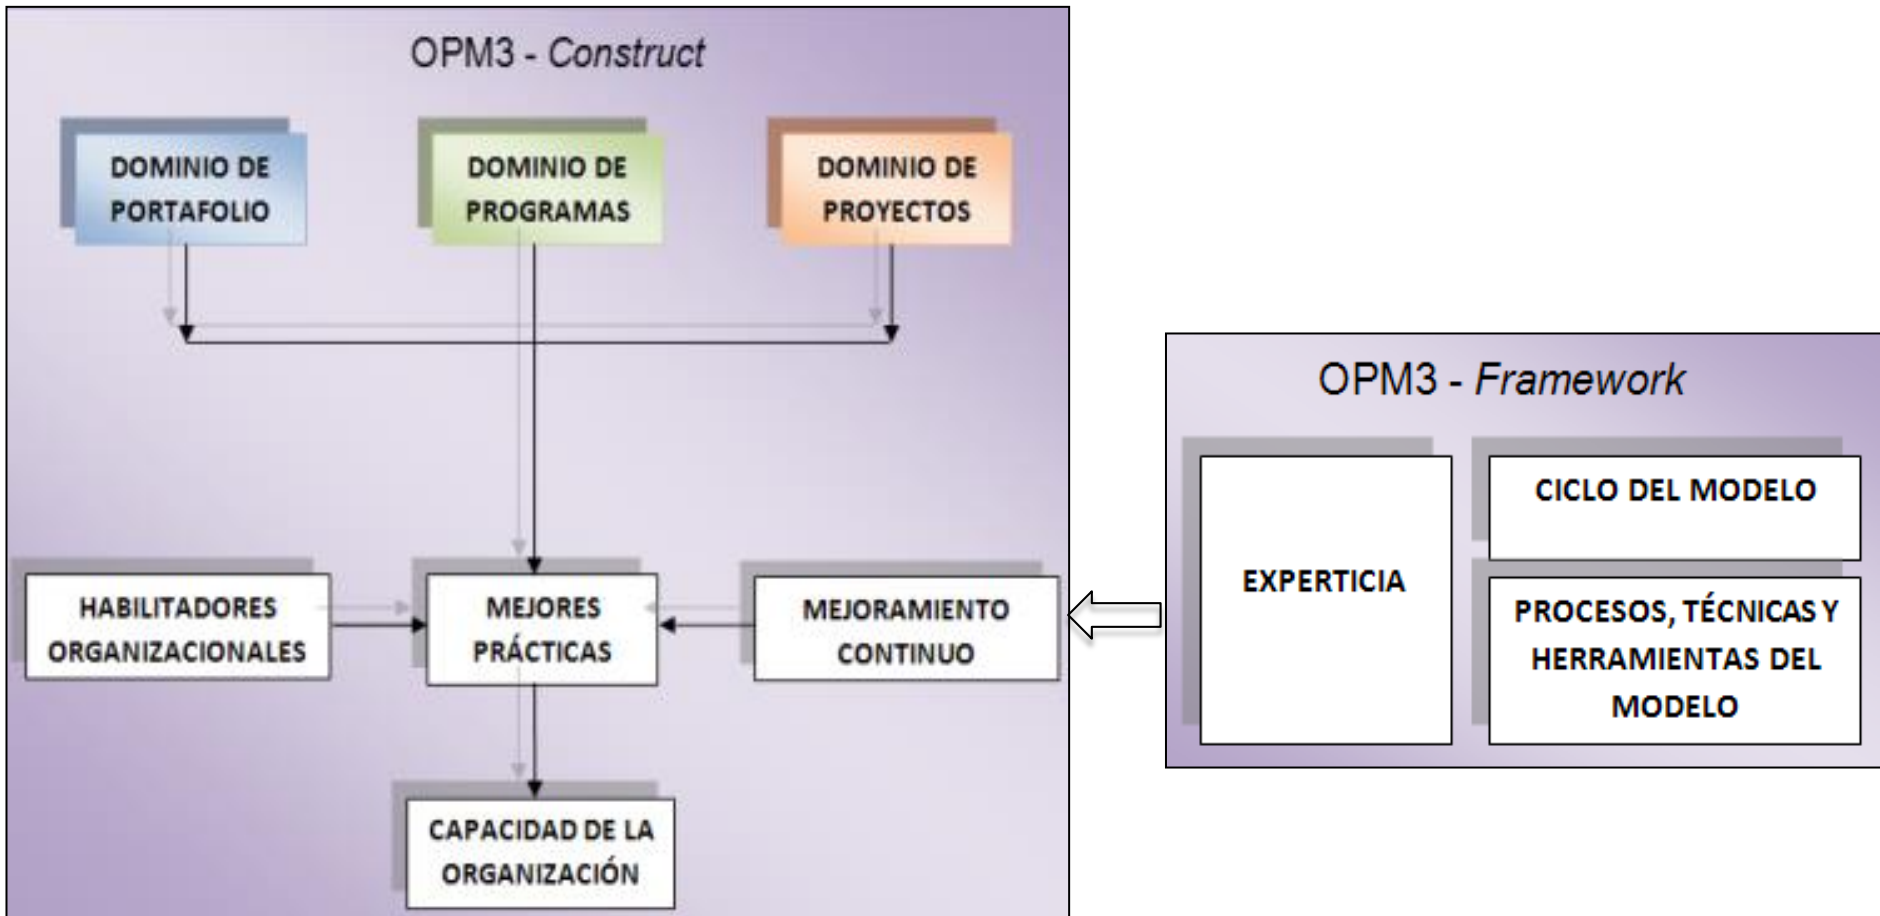 OPM3 - Construct
DOMINIO DE
PORTAFOLIO
DOMINIO DE
PROGRAMAS
DOMINIO DE
PROYECTOS
HABILITADORES
ORGANIZACIONALES
MEJORES
PRÁCTICAS
MEJORAMIENTO
CONTINUO
CAPACIDAD DE LA
ORGANIZACIÓN
OPM3 - Framework
EXPERTICIA
CICLO DEL MODELO
PROCESOS, TÉCNICAS Y
HERRAMIENTAS DEL
MODELO